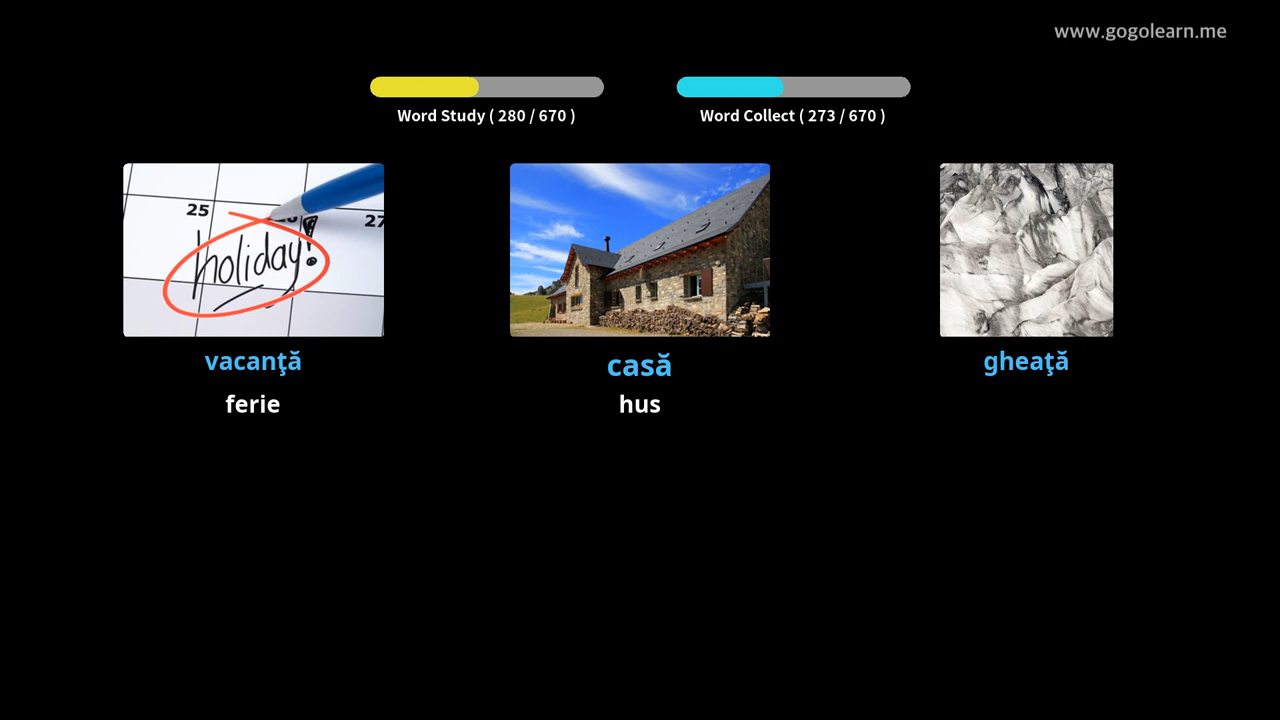 www.gogolearn.me
Word Study ( 280 / 670 )
Word Collect ( 273 / 670 )
25
27
holiday!
vacanţă
casă
gheaţă
ferie
hus